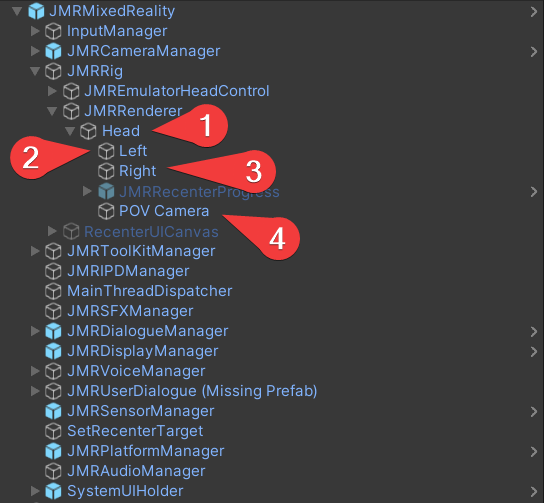 JMRMixedReality
InputManager
JMRCameraManager
JMRRig
JMREmulatorHeadControl
JMRRenderer
Head 1
2 Left
Right 3
JMRRecenterProgress
POV Camera 4
RecenterUICanvas
JMRToolKitManager
JMRIPDManager
MainThreadDispatcher
JMRSFXManager
JMRDialogueManager
JMRDisplayManager
JMRVoiceManager
JMRUserDialogue (Missing Prefab)
JMRSensorManager
SetRecenterTarget
JMRPlatformManager
JMRAudioManager
SystemUIHolder